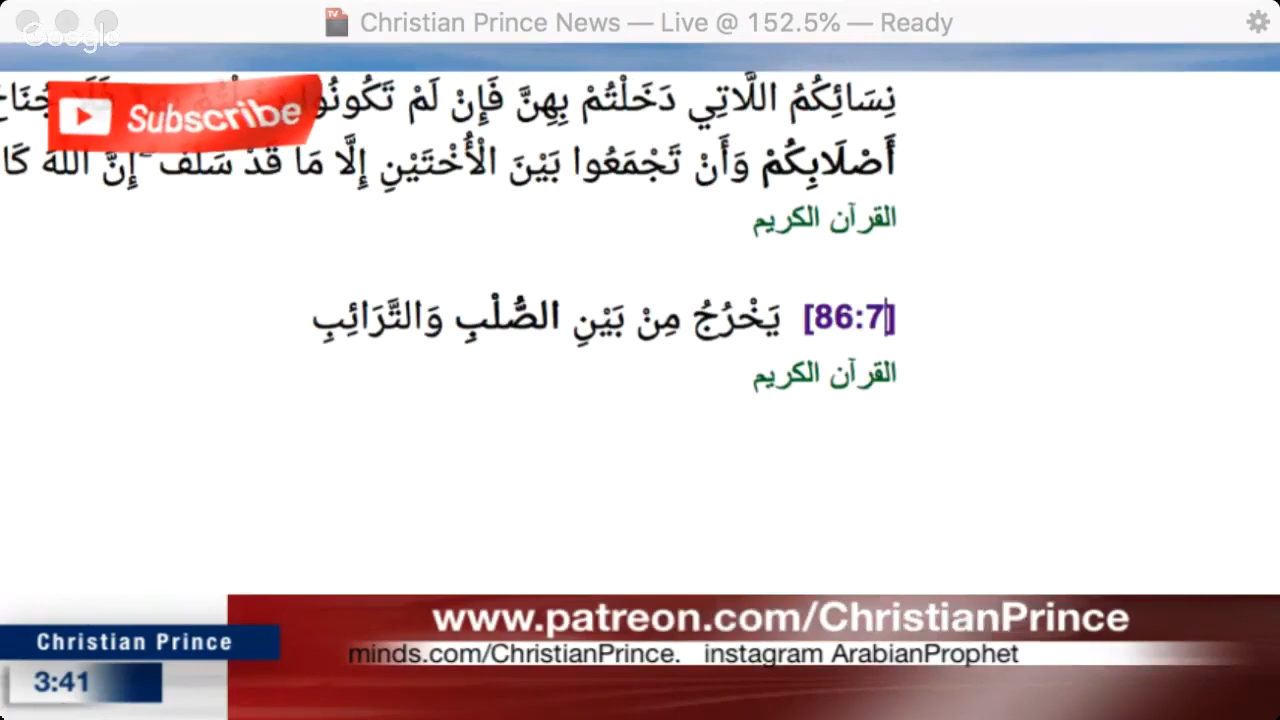 Christian Prince News — Live @ 152.5% — Ready
Google
Subscribe
نِسَائِكُمُ اللَّاتِي دَخَلْتُمْ بِهِنَّ فَإِنْ لَمْ تَكُونُوا
أَصْلَابِكُمْ وَأَنْ تَجْمَعُوا بَيْنَ الْأُخْتَيْنِ إِلَّا مَا قَدْ سَلَفَ ۗ إِنَّ اللَّهَ
القرآن الكريم
[86:7] يَخْرُجُ مِنْ بَيْنِ الصُّلْبِ وَالتَّرَائِبِ
القرآن الكريم
www.patreon.com/ChristianPrince
Christian Prince
minds.com/ChristianPrince. instagram ArabianProphet
3:41